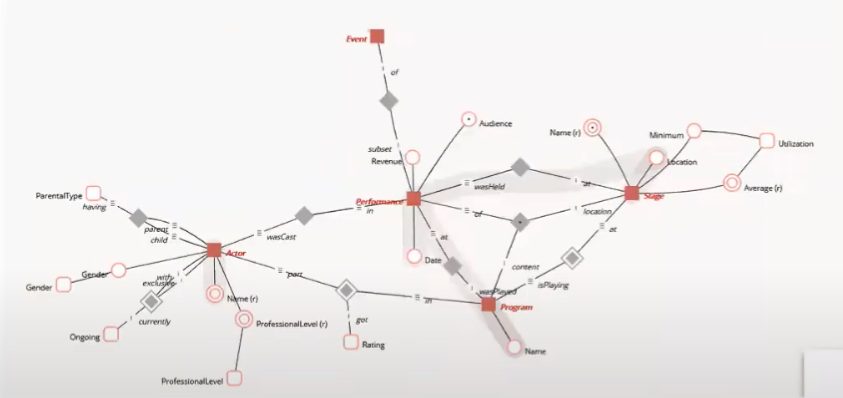 Event
of
Audience
Name (r)
Minimum
Utilization
subset
Revenue
Location
wasHeld
at
Average (r)
ParentalType
having
Performance
in
Stage
of
location
parent
child
wasCast
at
at
Actor
Date
content
Gender
Gender
with
exclusive
part
isPlaying
wasPlayed
Name (r)
in
Program
currently
ProfessionalLevel (r)
got
Ongoing
Rating
Name
ProfessionalLevel